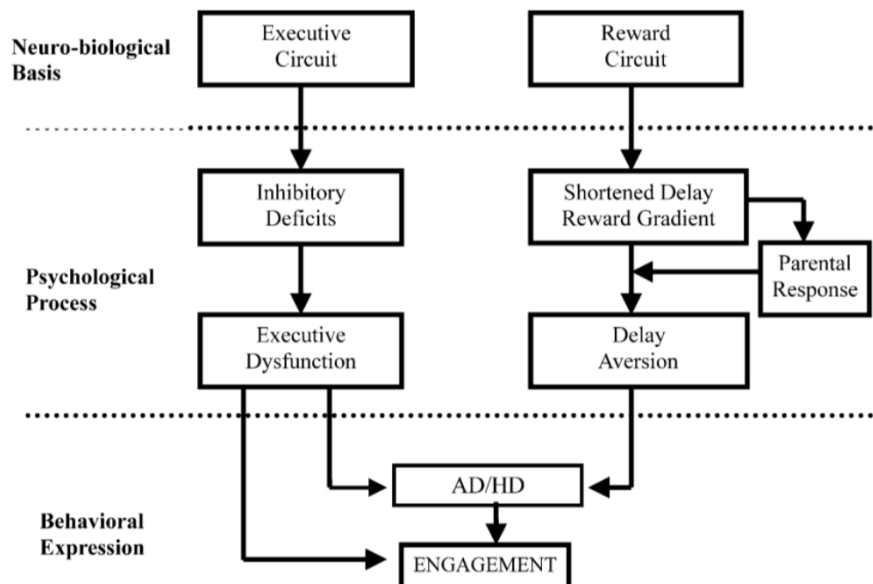 Neuro-biological
Basis
Executive
Circuit
Reward
Circuit
Inhibitory
Deficits
Shortened Delay
Reward Gradient
Parental
Response
Psychological
Process
Executive
Dysfunction
Delay
Aversion
AD/HD
Behavioral
Expression
ENGAGEMENT